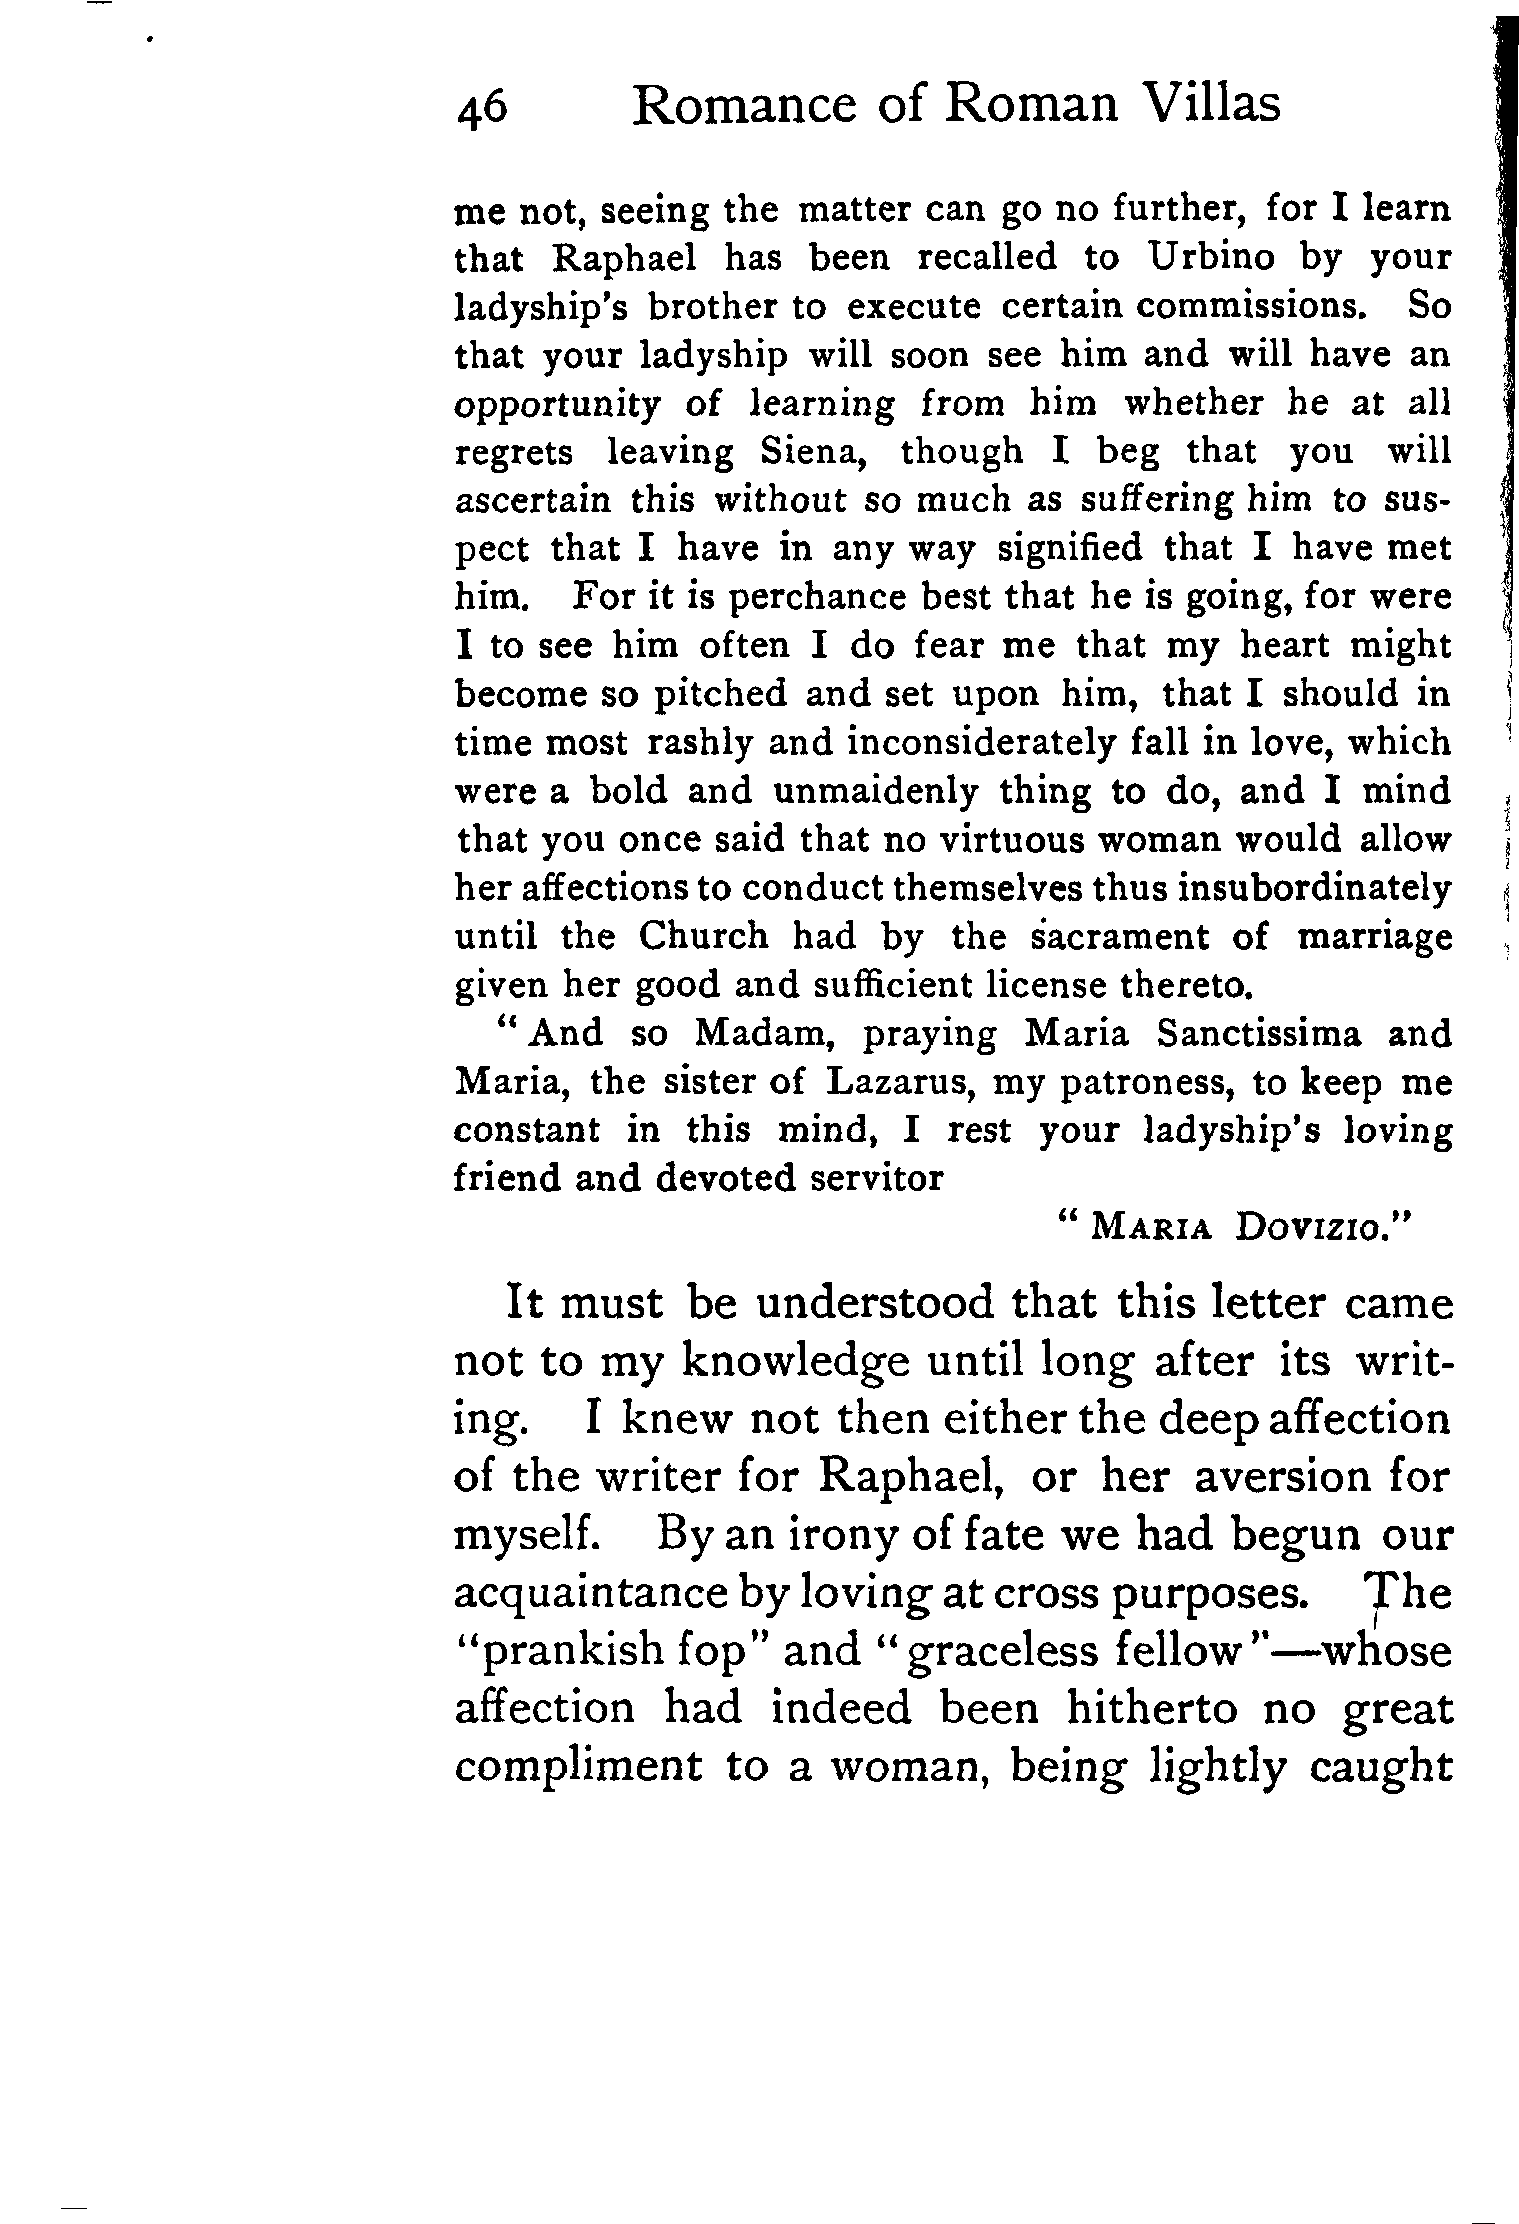 46 Romance of Roman Villas
me not, seeing the matter can go no further, for I learn
that Raphael has been recalled to Urbino by your
ladyship's brother to execute certain commissions. So
that your ladyship will soon see him and will have an
opportunity of learning from him whether he at all
regrets leaving Siena, though I beg that you will
ascertain this without so much as suffering him to sus-
pect that I have in any way signified that I have met
him. For it is perchance best that he is going, for were
I to see him often I do fear me that my heart might
become so pitched and set upon him, that I should in
time most rashly and inconsiderately fall in love, which
were a bold and unmaidenly thing to do, and I mind
that you once said that no virtuous woman would allow
her affections to conduct themselves thus insubordinately
until the Church had by the sacrament of marriage
given her good and sufficient license thereto.
"And so Madam, praying Maria Sanctissima and
Maria, the sister of Lazarus, my patroness, to keep me
constant in this mind, I rest your ladyship's loving
friend and devoted servitor
"MARIA DOVIZIO."
It must be understood that this letter came
not to my knowledge until long after its writ-
ing. I knew not then either the deep affection
of the writer for Raphael, or her aversion for
myself. By an irony of fate we had begun our
acquaintance by loving at cross purposes. The
"prankish fop" and "graceless fellow"—whose
affection had indeed been hitherto no great
compliment to a woman, being lightly caught